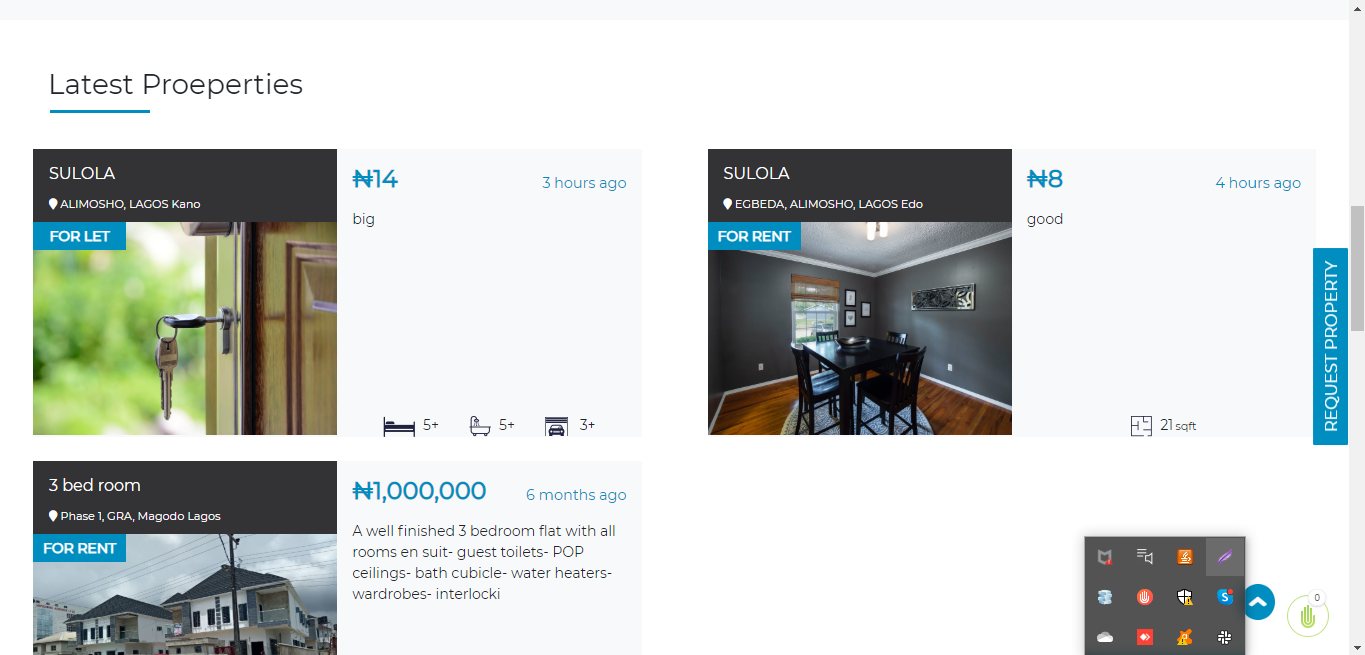 Latest Proeperties
SULOLA
ALIMOSHO, LAGOS Kano
FOR LET
₦14
3 hours ago
big
5+
5+
3+
SULOLA
EGBEDA, ALIMOSHO, LAGOS Edo
FOR RENT
₦8
4 hours ago
good
21 sqft
REQUEST PROPERTY
3 bed room
Phase 1, GRA, Magodo Lagos
FOR RENT
₦1,000,000
6 months ago
A well finished 3 bedroom flat with all
rooms en suit- guest toilets- POP
ceilings- bath cubicle- water heaters-
wardrobes- interlocki
0